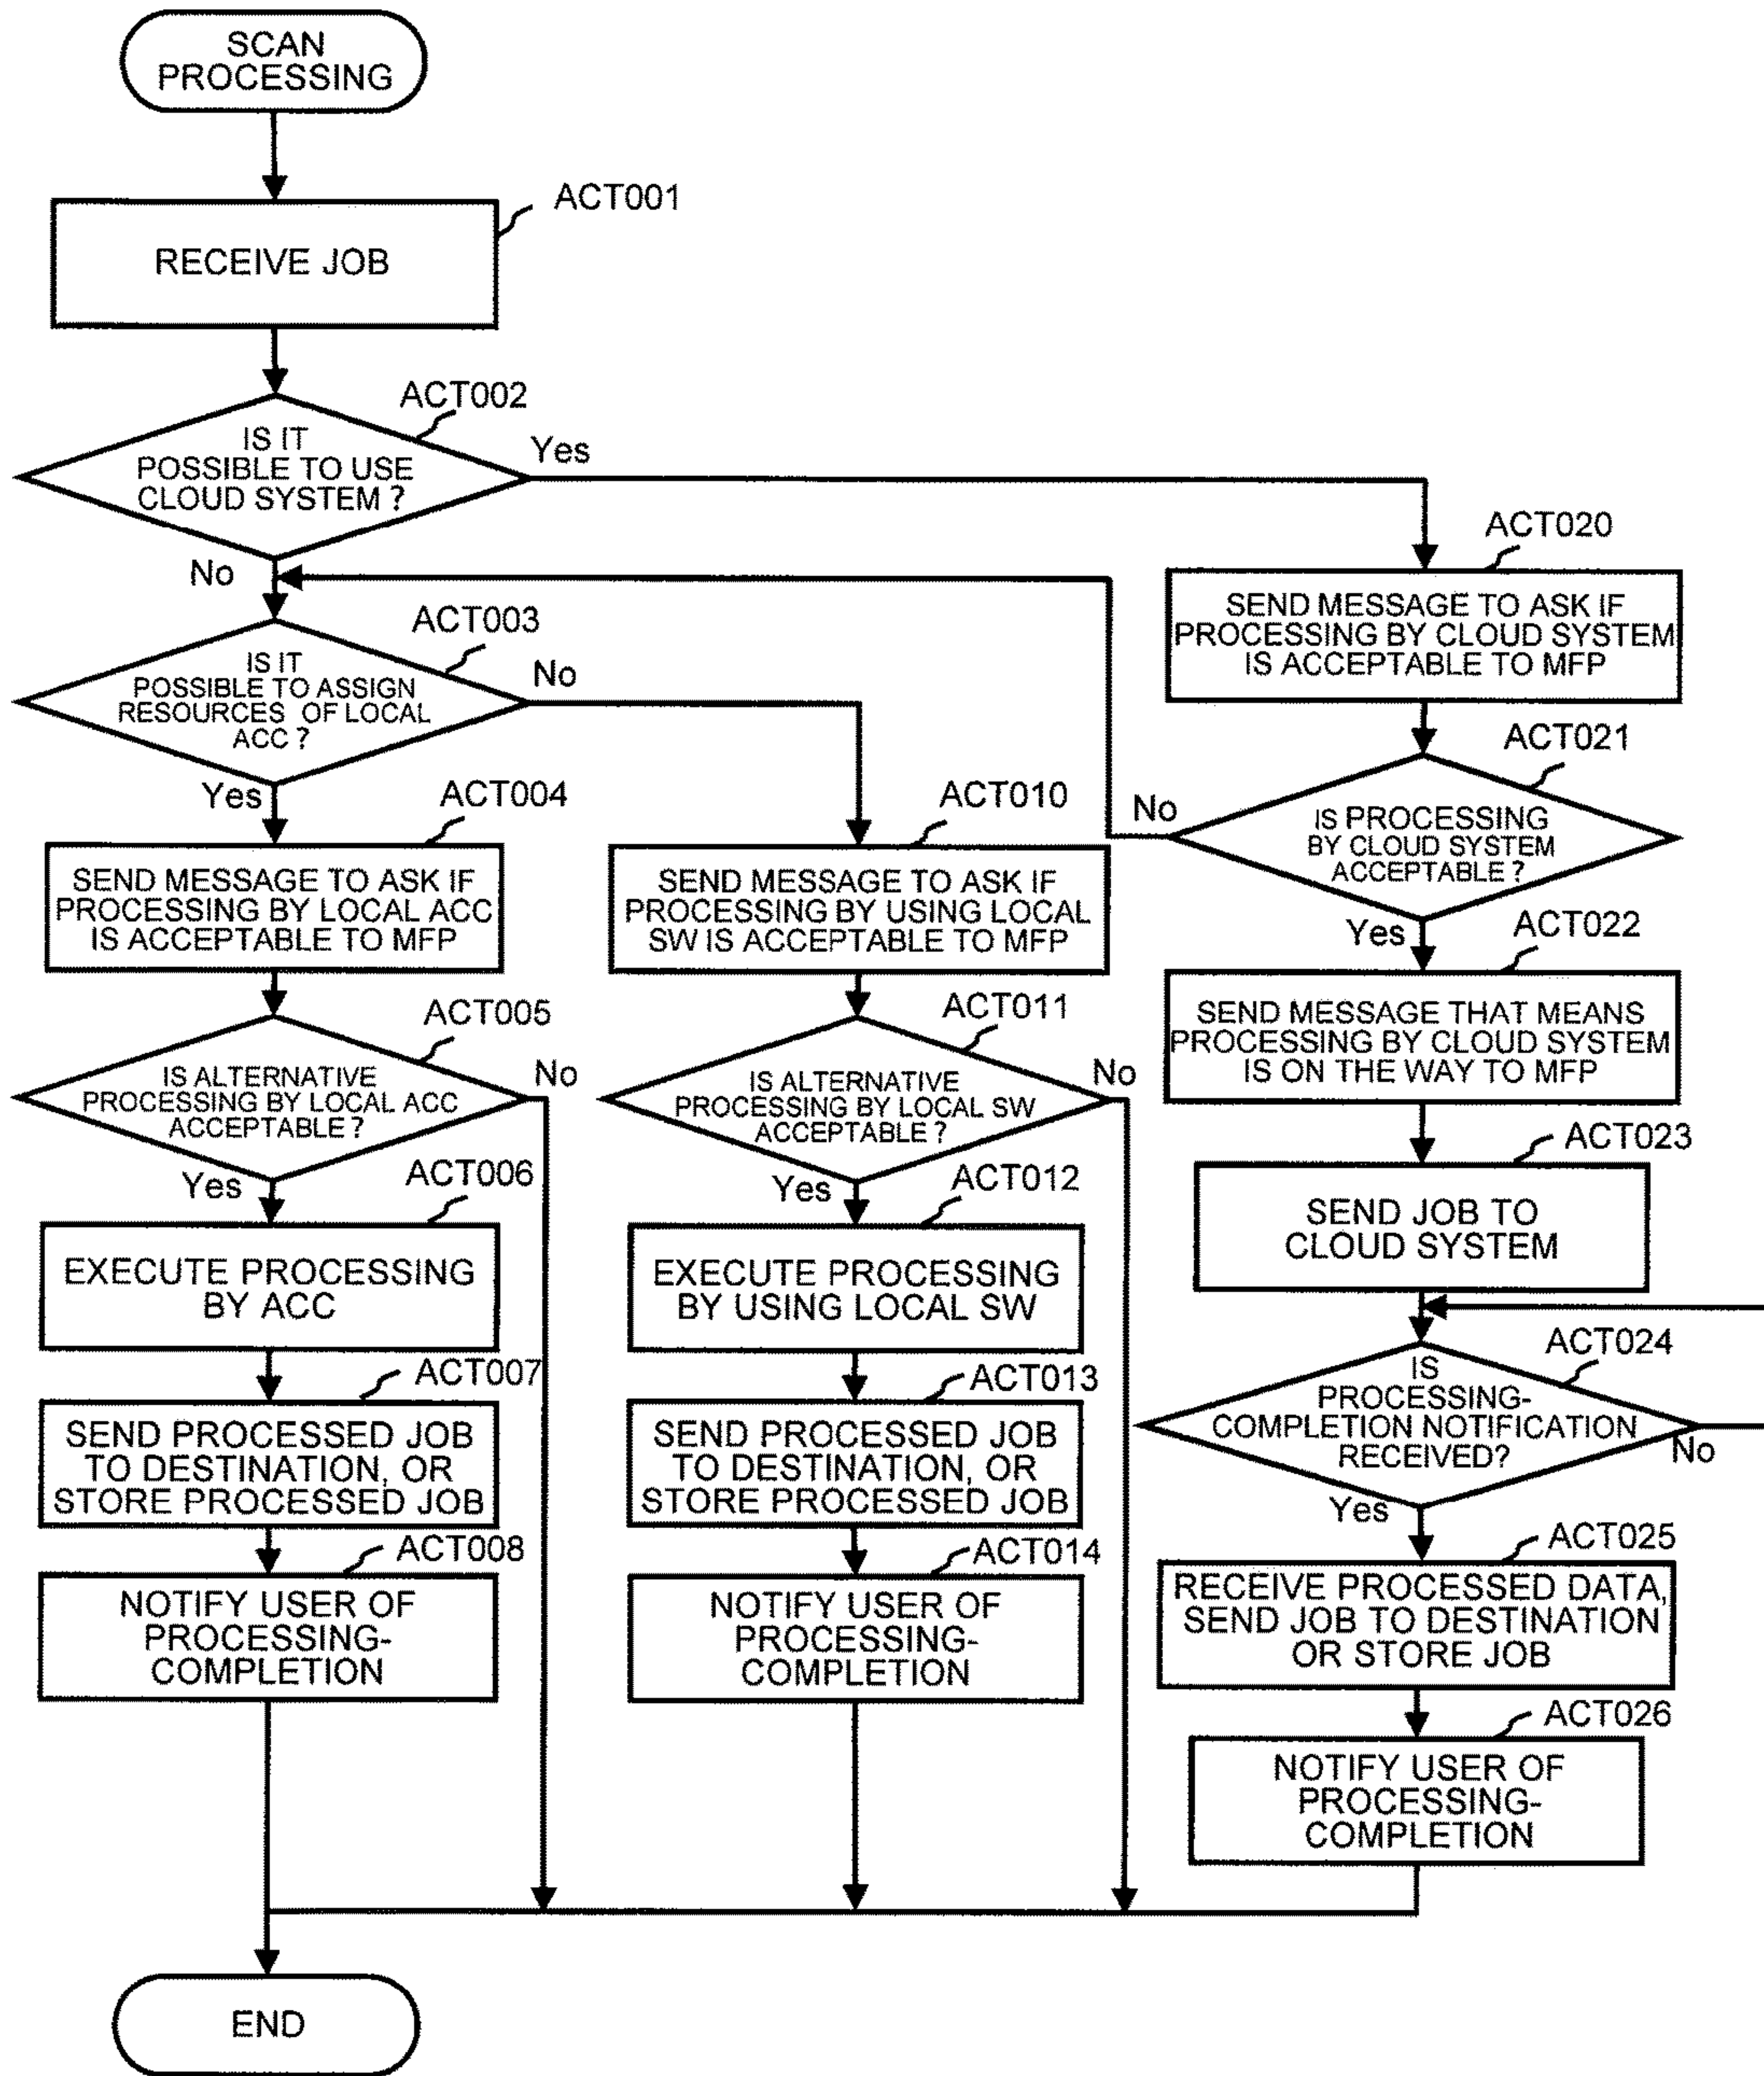 SCAN
PROCESSING
ACT001
RECEIVE JOB
ACT002
IS IT
POSSIBLE TO USE
CLOUD SYSTEM ?
Yes
No
ACT020
SEND MESSAGE TO ASK IF
PROCESSING BY CLOUD SYSTEM
IS ACCEPTABLE TO MFP
ACT003
IS IT
POSSIBLE TO ASSIGN
RESOURCES OF LOCAL
ACC ?
No
Yes
ACT021
IS PROCESSING
BY CLOUD SYSTEM
ACCEPTABLE ?
No
Yes
ACT004
SEND MESSAGE TO ASK IF
PROCESSING BY LOCAL ACC
IS ACCEPTABLE TO MFP
ACT010
SEND MESSAGE TO ASK IF
PROCESSING BY USING LOCAL
SW IS ACCEPTABLE TO MFP
ACT022
SEND MESSAGE THAT MEANS
PROCESSING BY CLOUD SYSTEM
IS ON THE WAY TO MFP
ACT005
IS ALTERNATIVE
PROCESSING BY LOCAL ACC
ACCEPTABLE ?
No
Yes
ACT011
IS ALTERNATIVE
PROCESSING BY LOCAL SW
ACCEPTABLE ?
No
Yes
ACT023
SEND JOB TO
CLOUD SYSTEM
ACT006
EXECUTE PROCESSING
BY ACC
ACT012
EXECUTE PROCESSING
BY USING LOCAL SW
ACT024
IS
PROCESSING-
COMPLETION NOTIFICATION
RECEIVED?
No
Yes
ACT007
SEND PROCESSED JOB
TO DESTINATION, OR
STORE PROCESSED JOB
ACT013
SEND PROCESSED JOB
TO DESTINATION, OR
STORE PROCESSED JOB
ACT025
RECEIVE PROCESSED DATA,
SEND JOB TO DESTINATION
OR STORE JOB
ACT008
NOTIFY USER OF
PROCESSING-
COMPLETION
ACT014
NOTIFY USER OF
PROCESSING-
COMPLETION
ACT026
NOTIFY USER OF
PROCESSING-
COMPLETION
END